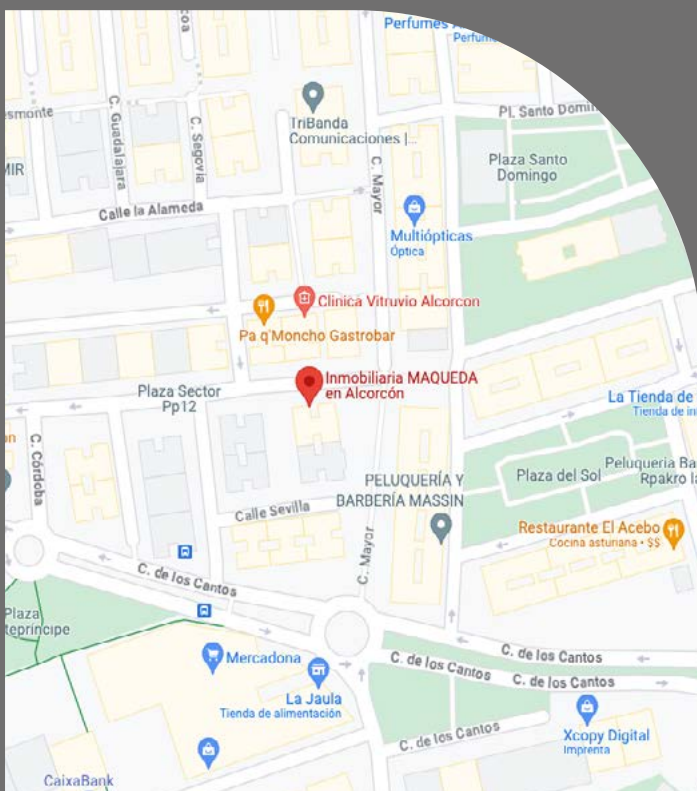 Perfumes
Perfum
coa
esmonte
C. Guadalajara
C. Segovia
TriBanda
Comunicaciones |...
C. Mayor
Pl. Santo Domin
Plaza Santo
Domingo
MIR
Calle la Alameda
Multiópticas
Óptica
Clinica Vitruvio Alcorcon
Pa q'Moncho Gastrobar
Inmobiliaria MAQUEDA
en Alcorcón
Plaza Sector
Pp12
La Tienda de
Tienda de in
C. Córdoba
PELUQUERÍA Y
BARBERÍA MASSIN
Plaza del Sol
Peluqueria Ba
Rpakro la
Calle Sevilla
Restaurante El Acebo
Cocina asturiana • $$
C. Mayor
C. de los Cantos
Plaza
teprincipe
Mercadona
C. de los Cantos
C. de los Cantos
C. de los Cantos
La Jaula
Tienda de alimentación
C. de los Cantos
Xcopy Digital
Imprenta
CaixaBank